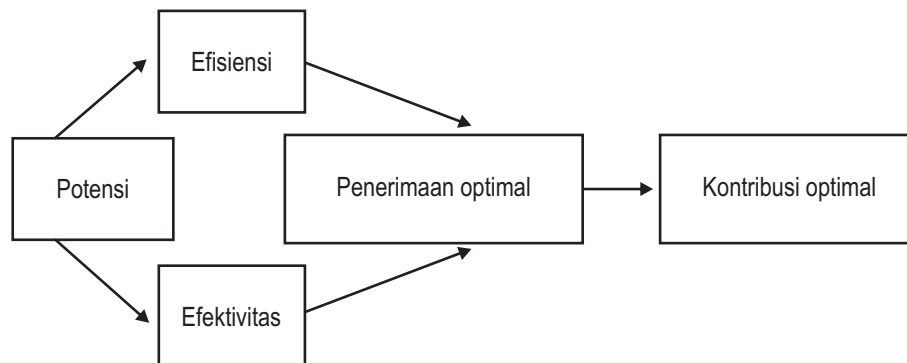 Efisiensi
Potensi
Penerimaan optimal
Kontribusi optimal
Efektivitas